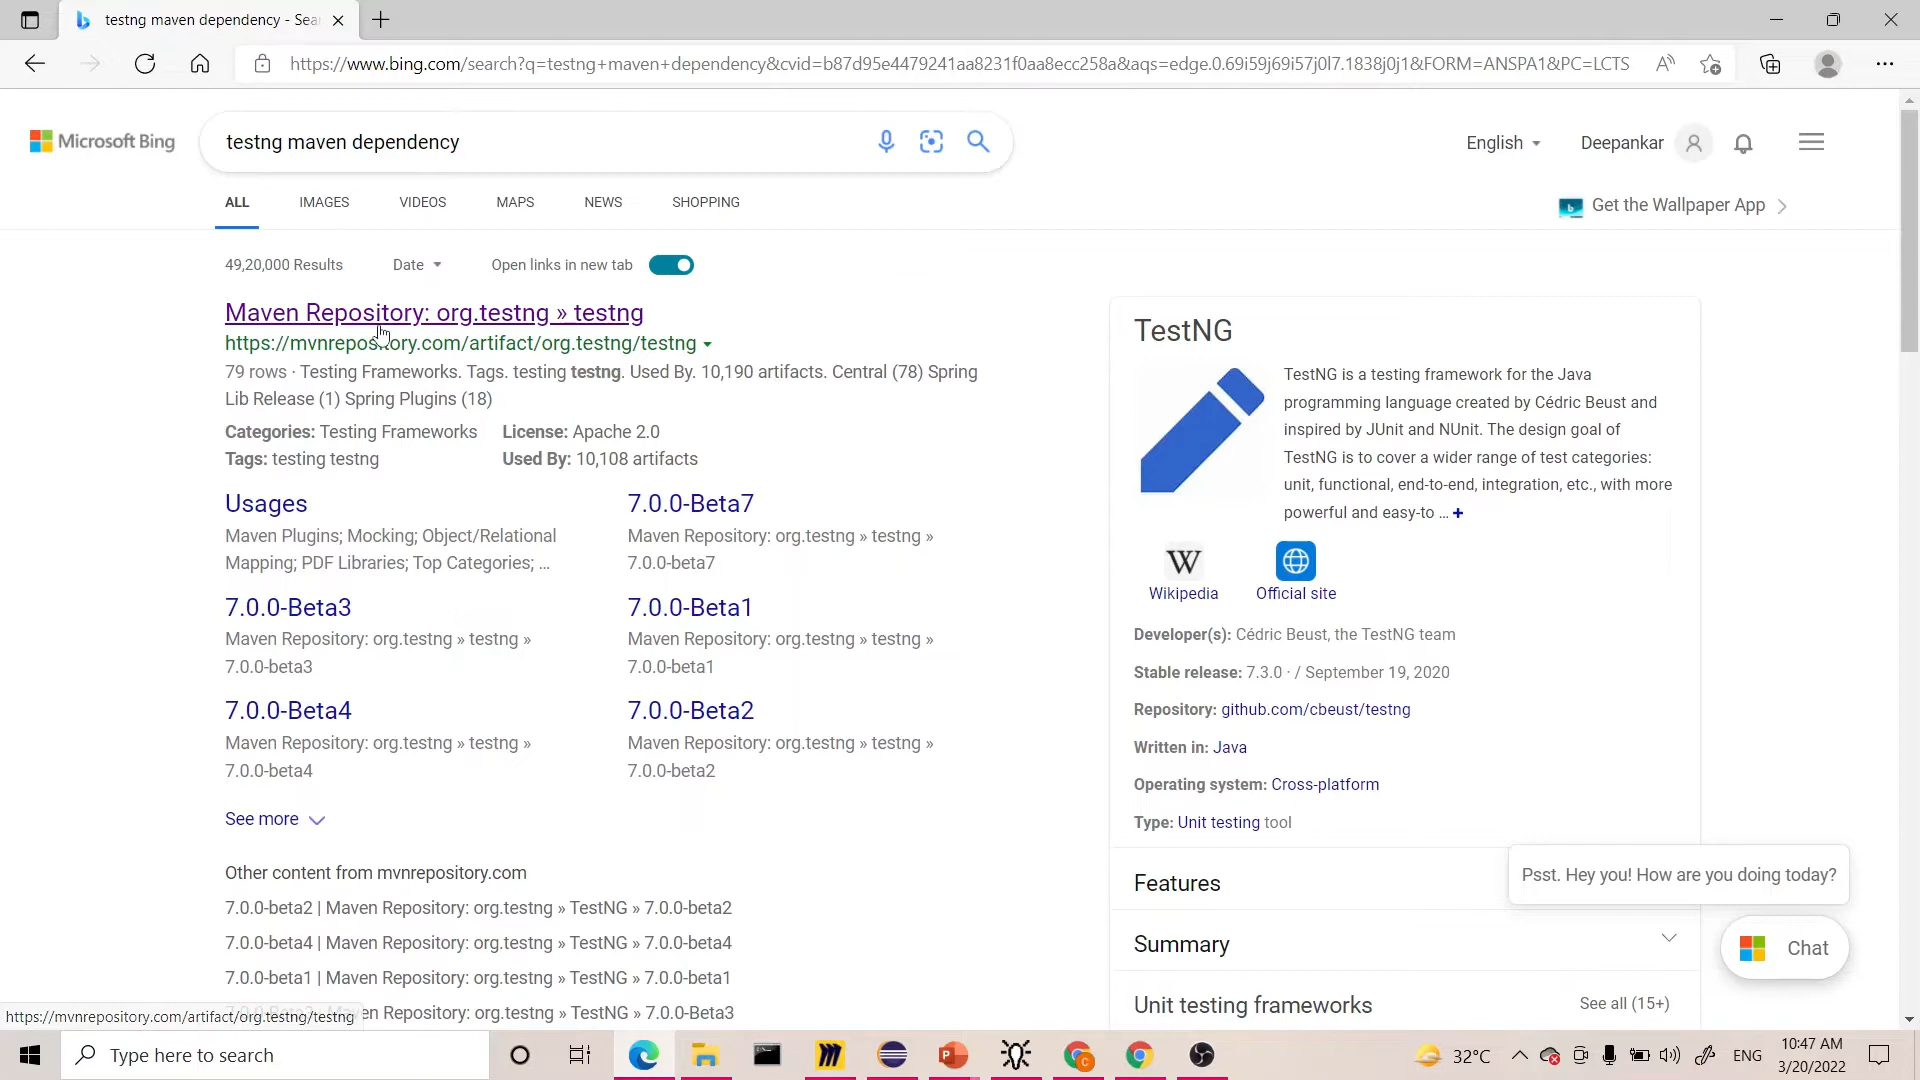 testng maven dependency - Sea
https://www.bing.com/search?q=testng+maven+dependency&cvid=b87d95e4479241aa8231f0aa8ecc258a&aqs=edge.0.69i59j69i57j0l7.1838j0j1&FORM=ANSPA1&PC=LCTS
Microsoft Bing
testng maven dependency
English
Deepankar
ALL IMAGES VIDEOS MAPS NEWS SHOPPING
Get the Wallpaper App
49,20,000 Results Date Open links in new tab
Maven Repository: org.testng » testng
https://mvnrepository.com/artifact/org.testng/testng
79 rows · Testing Frameworks. Tags. testing testng. Used By. 10,190 artifacts. Central (78) Spring
Lib Release (1) Spring Plugins (18)
Categories: Testing Frameworks License: Apache 2.0
Tags: testing testng Used By: 10,108 artifacts
Usages
Maven Plugins; Mocking; Object/Relational
Mapping; PDF Libraries; Top Categories; ...
7.0.0-Beta7
Maven Repository: org.testng » testng »
7.0.0-beta7
7.0.0-Beta3
Maven Repository: org.testng » testng »
7.0.0-beta3
7.0.0-Beta1
Maven Repository: org.testng » testng »
7.0.0-beta1
7.0.0-Beta4
Maven Repository: org.testng » testng »
7.0.0-beta4
7.0.0-Beta2
Maven Repository: org.testng » testng »
7.0.0-beta2
See more
Other content from mvnrepository.com
7.0.0-beta2 | Maven Repository: org.testng » TestNG » 7.0.0-beta2
7.0.0-beta4 | Maven Repository: org.testng » TestNG » 7.0.0-beta4
7.0.0-beta1 | Maven Repository: org.testng » TestNG » 7.0.0-beta1
en Repository: org.testng » TestNG » 7.0.0-Beta3
https://mvnrepository.com/artifact/org.testng/testng
TestNG
TestNG is a testing framework for the Java
programming language created by Cédric Beust and
inspired by JUnit and NUnit. The design goal of
TestNG is to cover a wider range of test categories:
unit, functional, end-to-end, integration, etc., with more
powerful and easy-to ... +
W
Wikipedia Official site
Developer(s): Cédric Beust, the TestNG team
Stable release: 7.3.0 · / September 19, 2020
Repository: github.com/cbeust/testng
Written in: Java
Operating system: Cross-platform
Type: Unit testing tool
Features
Summary
Unit testing frameworks See all (15+)
Psst. Hey you! How are you doing today?
Chat
Type here to search
32°C
ENG
10:47 AM
3/20/2022